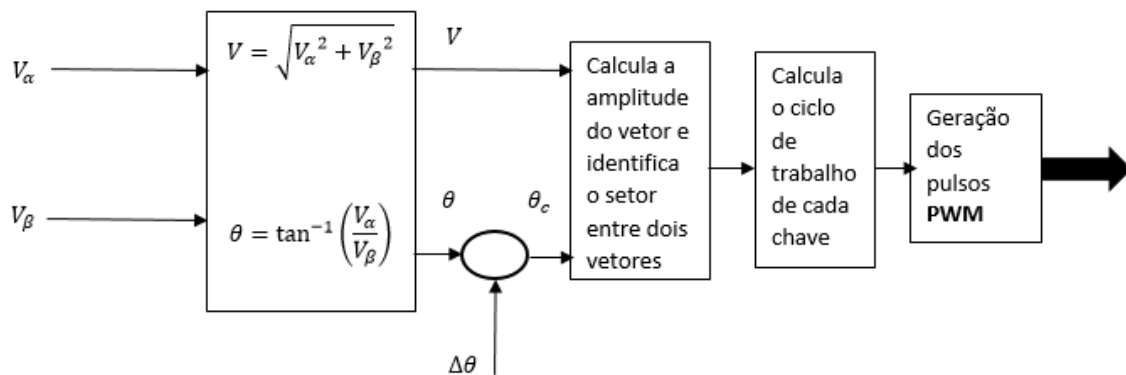 V_α
V_β
V = √(V_α² + V_β²)
θ = tan⁻¹(V_α/V_β)
V
θ
θ_c
Δθ
Calcula a
amplitude
do vetor e
identifica
o setor
entre dois
vetores
Calcula
o ciclo
de
trabalho
de cada
chave
Geração
dos
pulsos
PWM